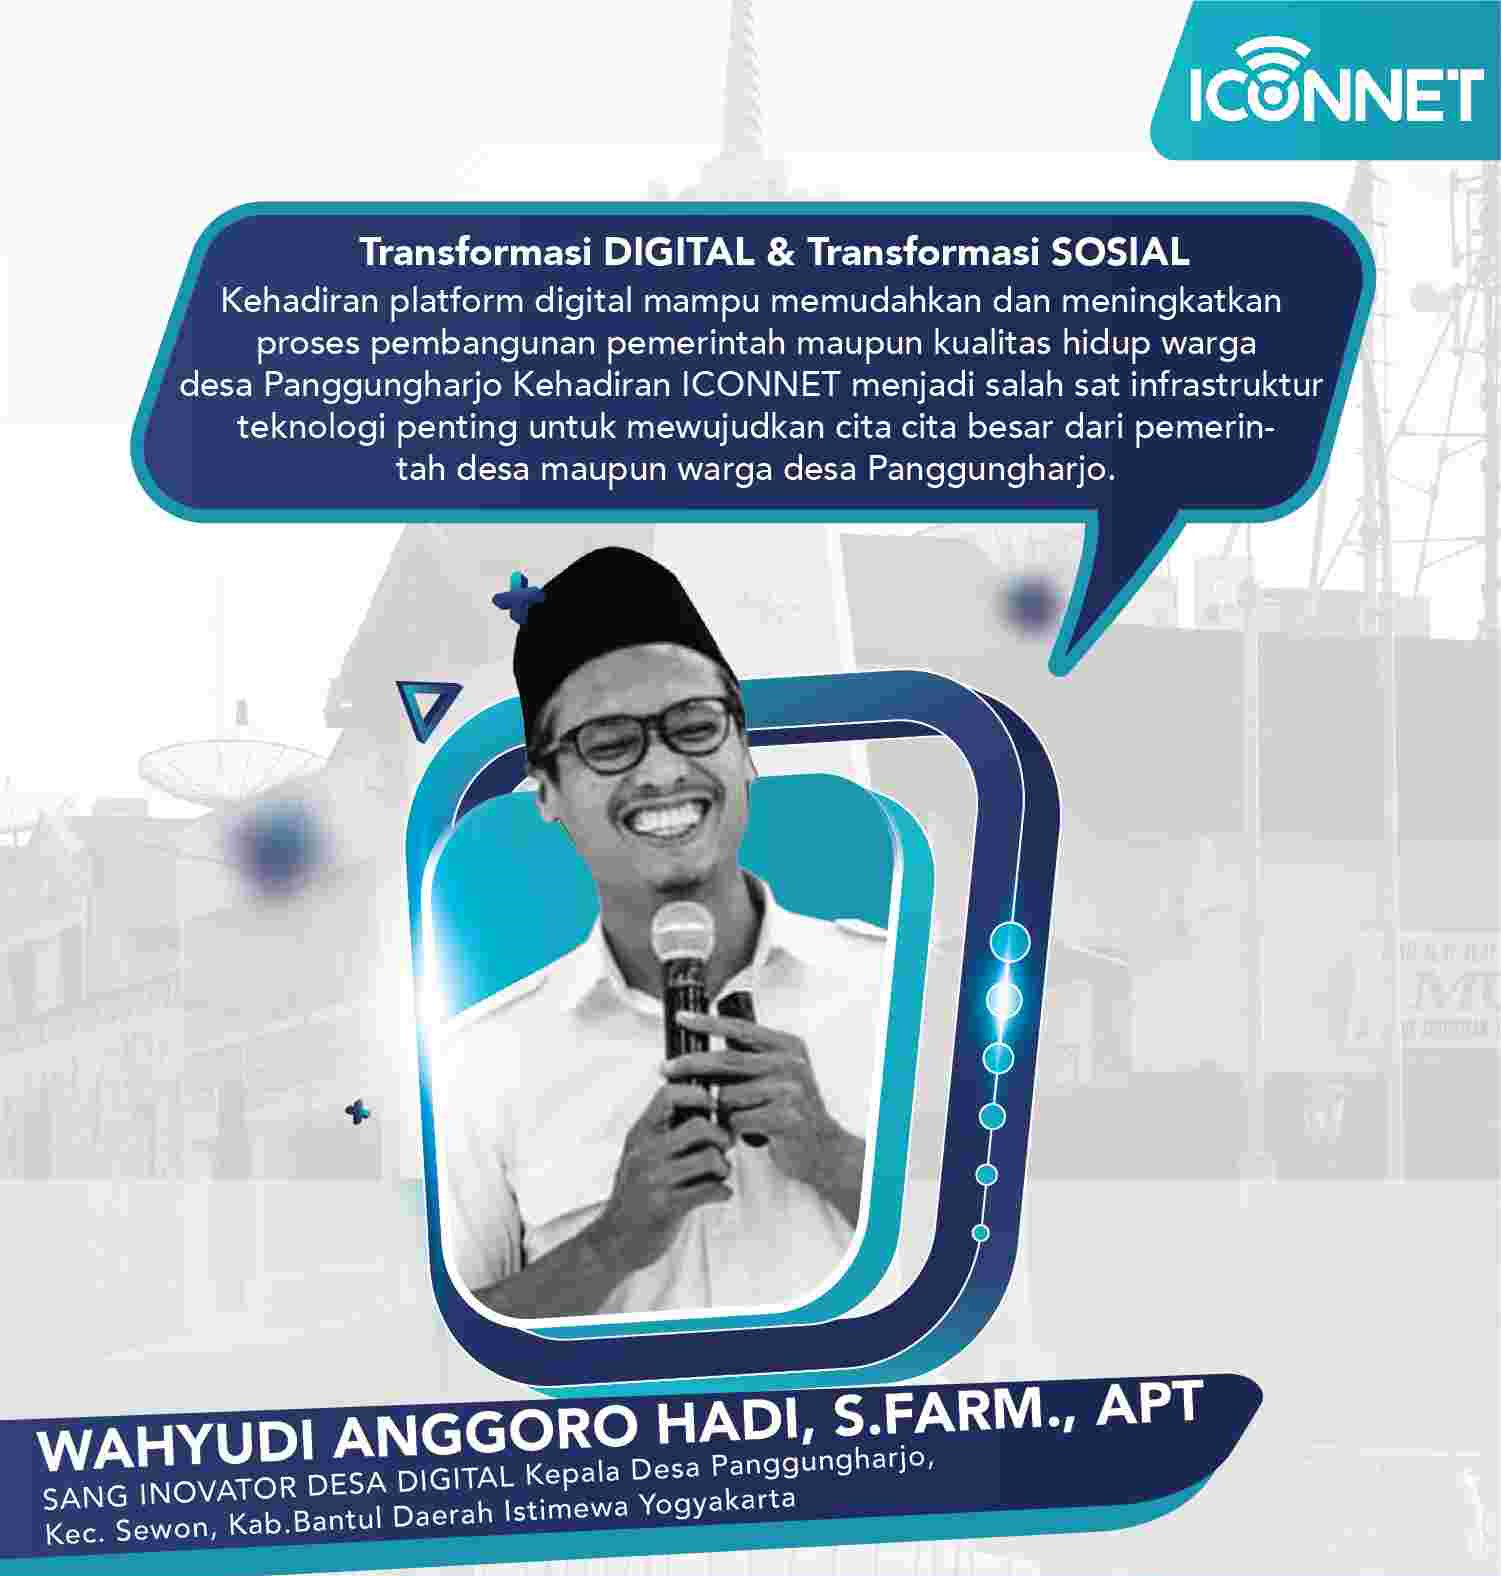 ICONNET
Transformasi DIGITAL & Transformasi SOSIAL
Kehadiran platform digital mampu memudahkan dan meningkatkan
proses pembangunan pemerintah maupun kualitas hidup warga
desa Panggungharjo Kehadiran ICONNET menjadi salah sat infrastruktur
teknologi penting untuk mewujudkan cita cita besar dari pemerin-
tah desa maupun warga desa Panggungharjo.
WAHYUDI ANGGORO HADI, S.FARM., APT
SANG INOVATOR DESA DIGITAL Kepala Desa Panggungharjo,
Kec. Sewon, Kab.Bantul Daerah Istimewa Yogyakarta